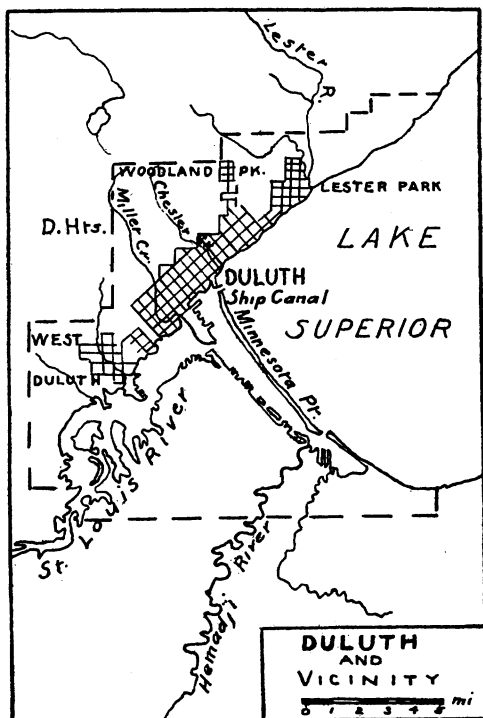 Lester
R.
WOODLAND PK.
LESTER PARK
Chester
Miller Cr.
D. Hts.
LAKE
SUPERIOR
DULUTH
Ship Canal
Minnesota Pt.
WEST
DULUTH
St. Louis River
Hemadji River
DULUTH
AND
VICINITY
0 1 2 3 4 5 mi